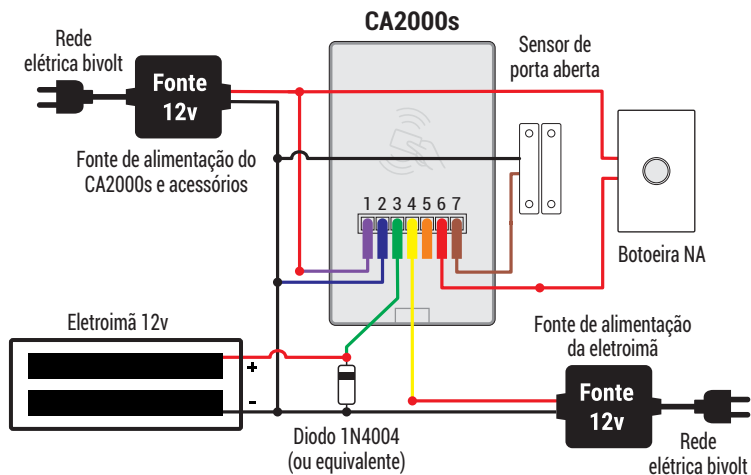 CA2000s
Rede
elétrica bivolt
Fonte
12v
Fonte de alimentação do
CA2000s e acessórios
Sensor de
porta aberta
Botoeira NA
1 2 3 4 5 6 7
Eletroimã 12v
+
-
Diodo 1N4004
(ou equivalente)
Fonte de alimentação
da eletroimã
Fonte
12v
Rede
elétrica bivolt